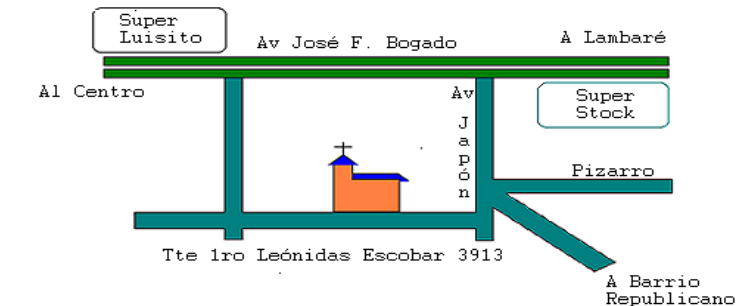 Super
Luisito
Av José F. Bogado
A Lambaré
Al Centro
Av
Japón
Super
Stock
Pizarro
Tte 1ro Leónidas Escobar 3913
A Barrio
Republicano